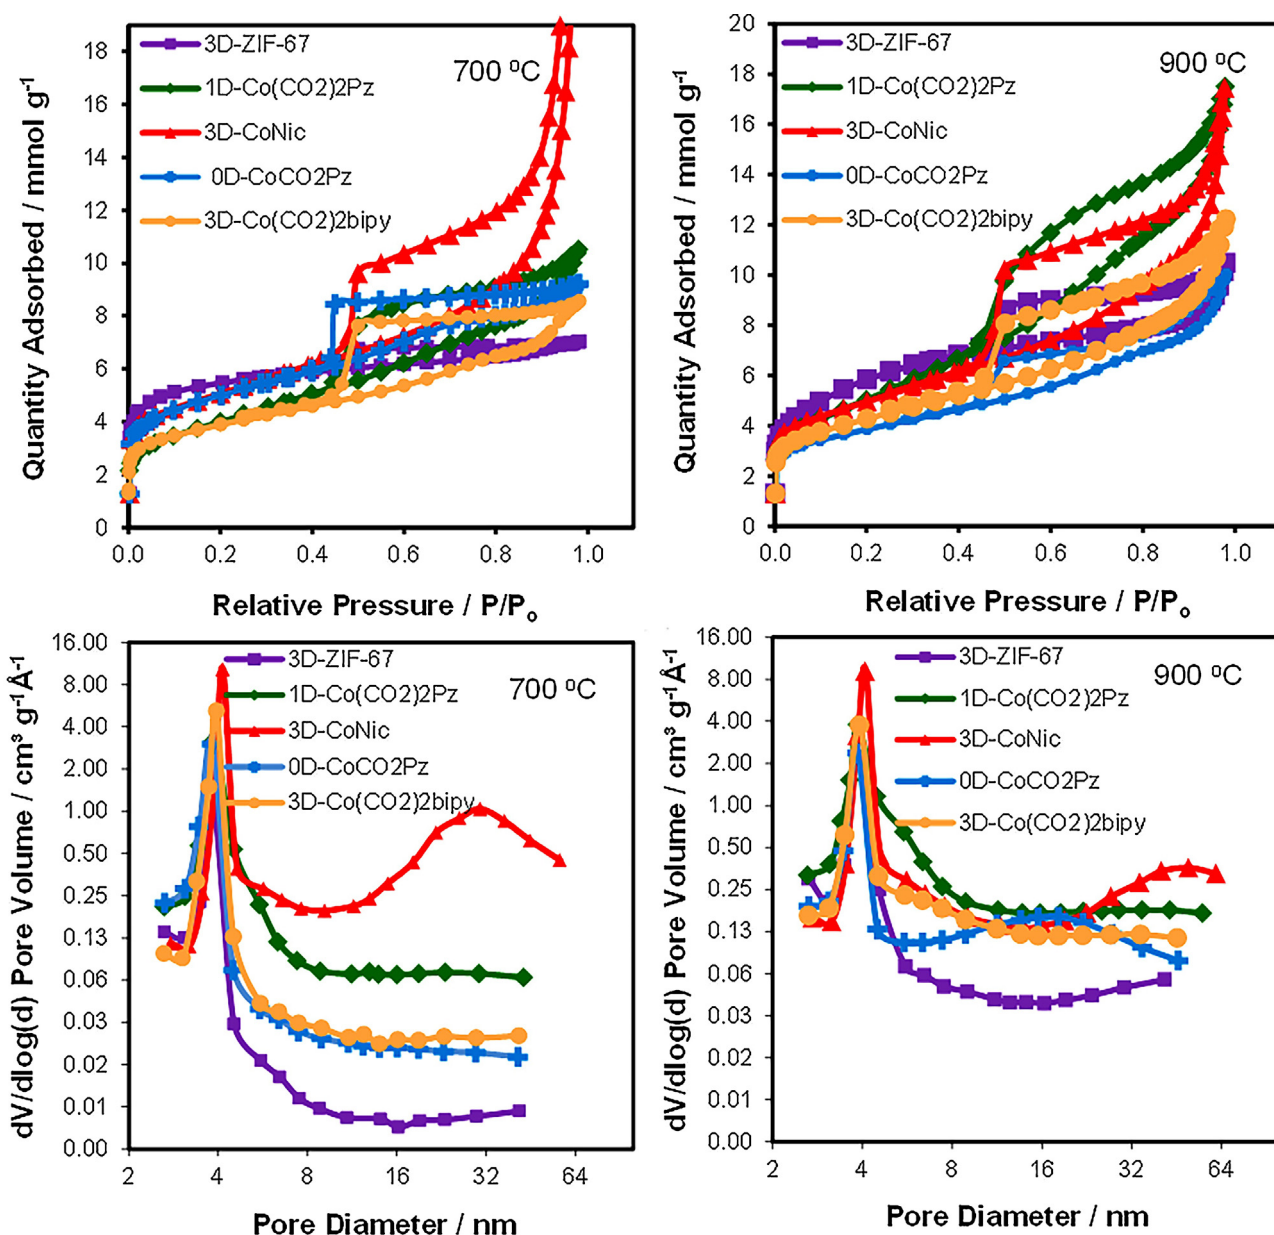 Quantity Adsorbed / mmol g-1
18
16
14
12
10
8
6
4
2
0
3D-ZIF-67
1D-Co(CO2)2Pz
3D-CoNic
0D-CoCO2Pz
3D-Co(CO2)2bipy
700 ºC
0.0 0.2 0.4 0.6 0.8 1.0
Relative Pressure / P/Po
Quantity Adsorbed / mmol g-1
20
18
16
14
12
10
8
6
4
2
0
3D-ZIF-67
1D-Co(CO2)2Pz
3D-CoNic
0D-CoCO2Pz
3D-Co(CO2)2bipy
900 ºC
0.0 0.2 0.4 0.6 0.8 1.0
Relative Pressure / P/Po
dV/dlog(d) Pore Volume / cm³ g-1Å-1
16.00
8.00
4.00
2.00
1.00
0.50
0.25
0.13
0.06
0.03
0.02
0.01
0.00
3D-ZIF-67
1D-Co(CO2)2Pz
3D-CoNic
0D-CoCO2Pz
3D-Co(CO2)2bipy
700 ºC
2 4 8 16 32 64
Pore Diameter / nm
dV/dlog(d) Pore Volume / cm³ g-1Å-1
16.00
8.00
4.00
2.00
1.00
0.50
0.25
0.13
0.06
0.03
0.02
0.01
0.00
3D-ZIF-67
1D-Co(CO2)2Pz
3D-CoNic
0D-CoCO2Pz
3D-Co(CO2)2bipy
900 ºC
2 4 8 16 32 64
Pore Diameter / nm